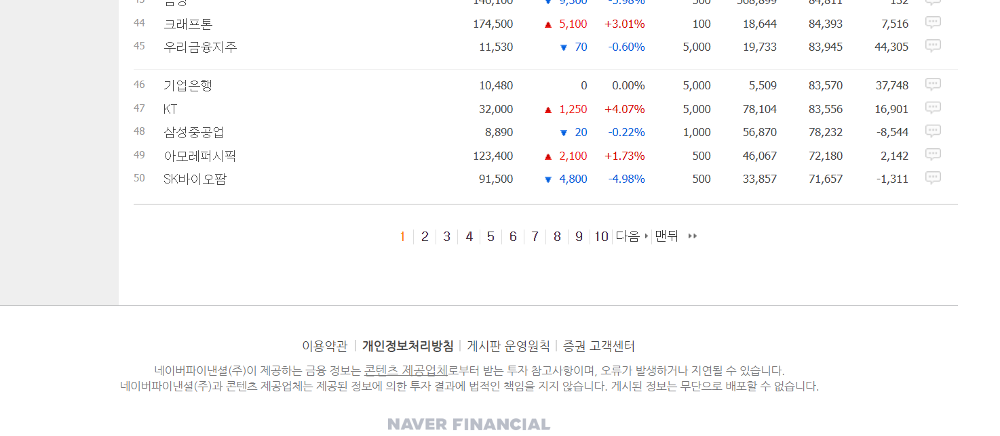 44 크래프톤 174,500 ▲ 5,100 +3.01% 100 18,644 84,393 7,516
45 우리금융지주 11,530 ▼ 70 -0.60% 5,000 19,733 83,945 44,305
46 기업은행 10,480 0 0.00% 5,000 5,509 83,570 37,748
47 KT 32,000 ▲ 1,250 +4.07% 5,000 78,104 83,556 16,901
48 삼성중공업 8,890 ▼ 20 -0.22% 1,000 56,870 78,232 -8,544
49 아모레퍼시픽 123,400 ▲ 2,100 +1.73% 500 46,067 72,180 2,142
50 SK바이오팜 91,500 ▼ 4,800 -4.98% 500 33,857 71,657 -1,311
1 2 3 4 5 6 7 8 9 10 다음 맨뒤
이용약관 개인정보처리방침 게시판 운영원칙 증권 고객센터
네이버파이낸셜(주)이 제공하는 금융 정보는 콘텐츠 제공업체로부터 받는 투자 참고사항이며, 오류가 발생하거나 지연될 수 있습니다.
네이버파이낸셜(주)과 콘텐츠 제공업체는 제공된 정보에 의한 투자 결과에 법적인 책임을 지지 않습니다. 게시된 정보는 무단으로 배포할 수 없습니다.
NAVER FINANCIAL